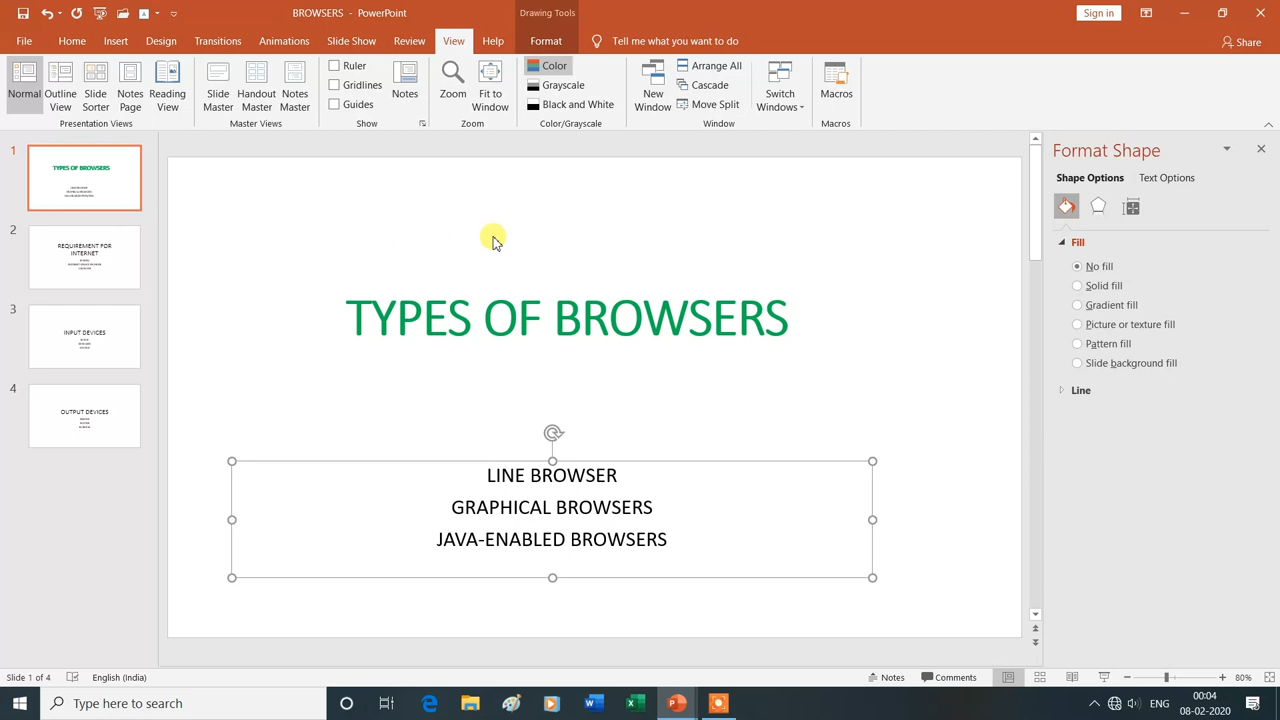 BROWSERS - PowerPoint
Drawing Tools
Sign in
File Home Insert Design Transitions Animations Slide Show Review View Help Format Tell me what you want to do Share
Normal
Outline View
Slide Sorter
Notes Page
Reading View
Presentation Views
Slide Master
Handout Master
Notes Master
Master Views
Ruler
Gridlines
Guides
Notes
Show
Zoom
Fit to Window
Zoom
Color
Grayscale
Black and White
Color/Grayscale
New Window
Arrange All
Cascade
Move Split
Switch Windows
Window
Macros
Macros
1
TYPES OF BROWSERS
2
REQUIREMENT FOR
INTERNET
3
INPUT DEVICES
4
OUTPUT DEVICES
TYPES OF BROWSERS
LINE BROWSER
GRAPHICAL BROWSERS
JAVA-ENABLED BROWSERS
Format Shape
Shape Options Text Options
Fill
No fill
Solid fill
Gradient fill
Picture or texture fill
Pattern fill
Slide background fill
Line
Slide 1 of 4 English (India) Notes Comments 80%
Type here to search
ENG
00:04
08-02-2020